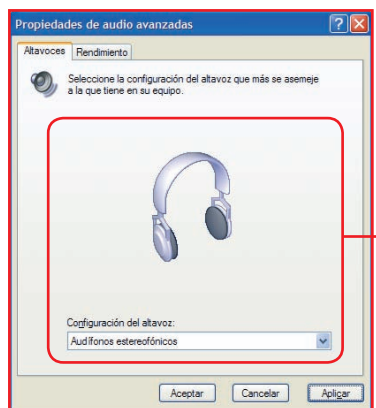 Propiedades de audio avanzadas
Altavoces Rendimiento
Seleccione la configuración del altavoz que más se asemeje
a la que tiene en su equipo.
Configuración del altavoz:
Audífonos estereofónicos
Aceptar Cancelar Aplicar